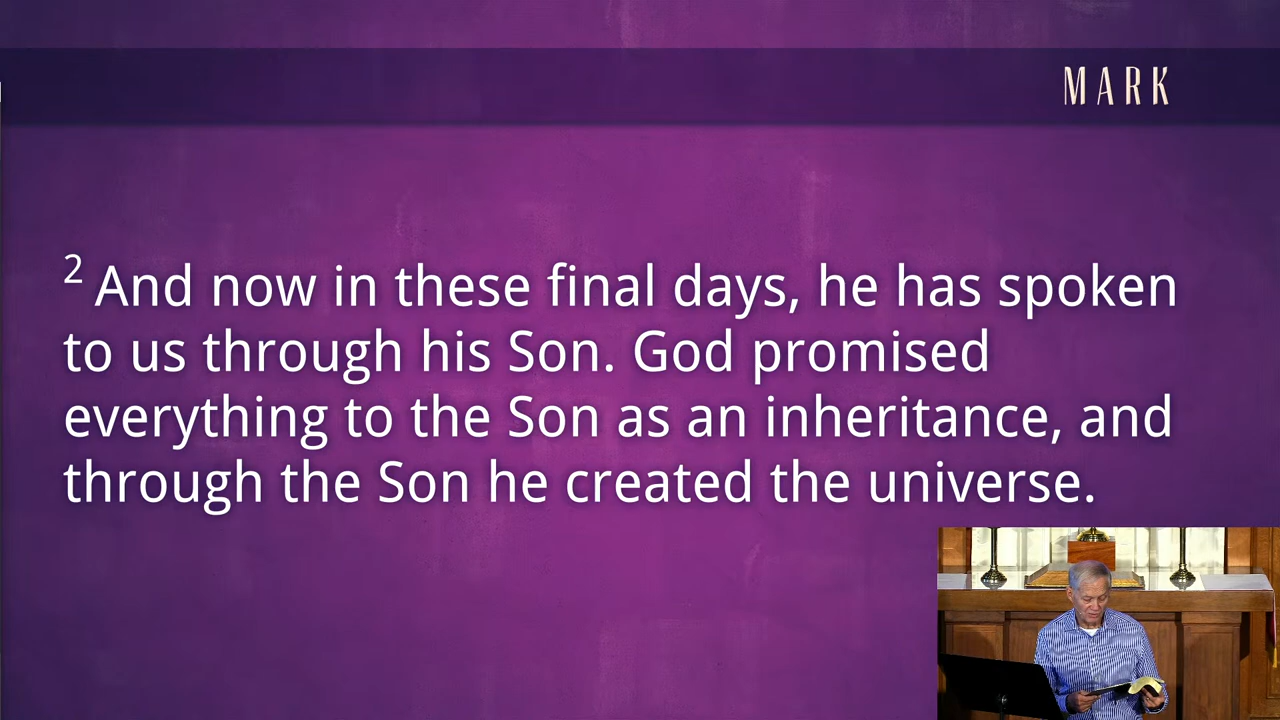 MARK
2 And now in these final days, he has spoken
to us through his Son. God promised
everything to the Son as an inheritance, and
through the Son he created the universe.